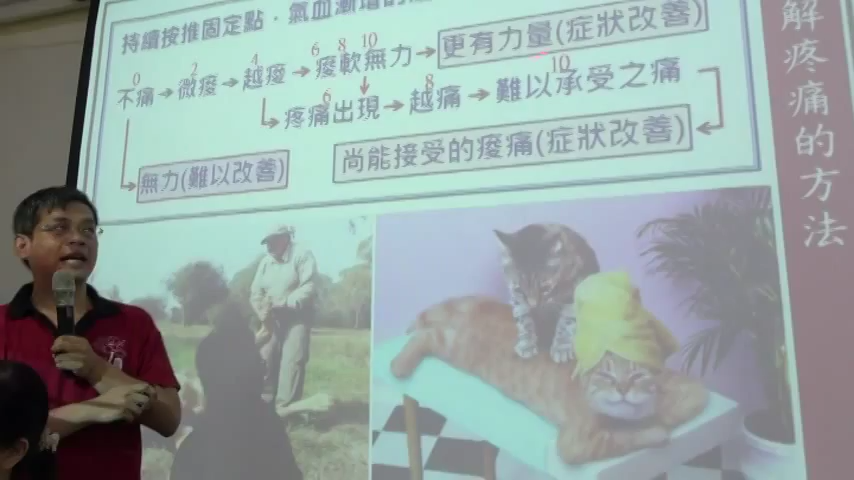 持續按推固定點．氣血漸增的
0 2 4 6 8 10
不痛→微痠→越痠→痠軟無力→更有力量(症狀改善)
6 8 10
疼痛出現→越痛→難以承受之痛
無力(難以改善)
尚能接受的痠痛(症狀改善)
解疼痛的方法